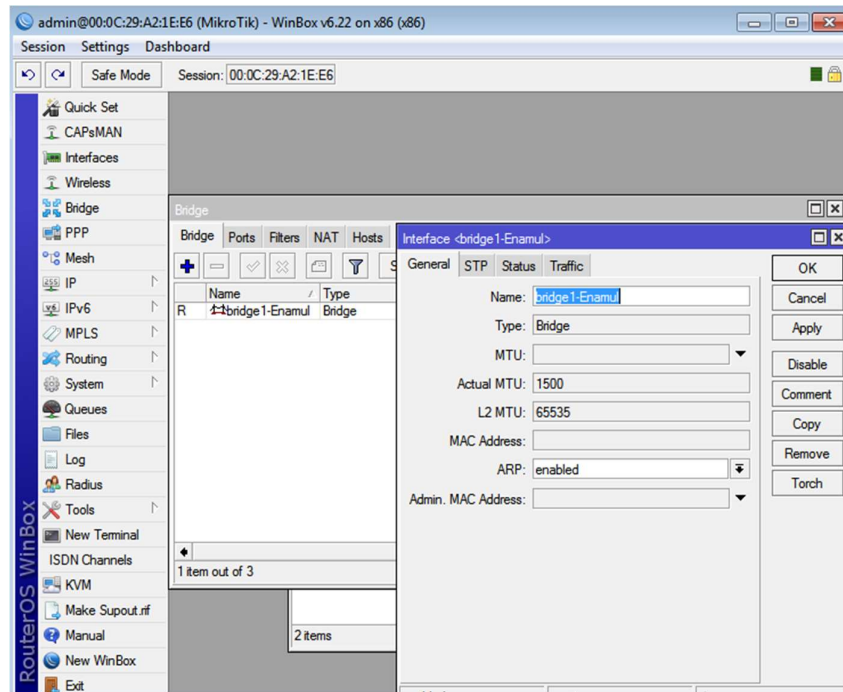 admin@00:0C:29:A2:1E:E6 (MikroTik) - WinBox v6.22 on x86 (x86)
Session Settings Dashboard
Safe Mode Session: 00:0C:29:A2:1E:E6
Quick Set
CAPsMAN
Interfaces
Wireless
Bridge
PPP
Mesh
IP
IPv6
MPLS
Routing
System
Queues
Files
Log
Radius
Tools
New Terminal
ISDN Channels
KVM
Make Supout.rif
Manual
New WinBox
Exit
RouterOS WinBox
Bridge
Bridge Ports Filters NAT Hosts
Name / Type
R bridge1-Enamul Bridge
1 item out of 3
2 items
Interface <bridge1-Enamul>
General STP Status Traffic
Name: bridge1-Enamul
Type: Bridge
MTU:
Actual MTU: 1500
L2 MTU: 65535
MAC Address:
ARP: enabled
Admin. MAC Address:
OK
Cancel
Apply
Disable
Comment
Copy
Remove
Torch